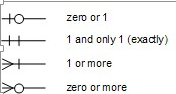 zero or 1
1 and only 1 (exactly)
1 or more
zero or more